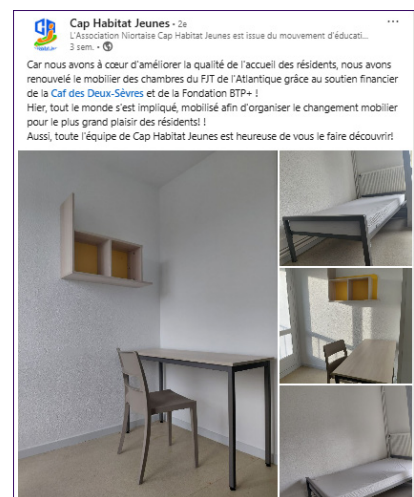 Cap Habitat Jeunes • 2e
L'Association Niortaise Cap Habitat Jeunes est issue du mouvement d'éducati...
3 sem. •
Car nous avons à cœur d'améliorer la qualité de l'accueil des résidents, nous avons
renouvelé le mobilier des chambres du FJT de l'Atlantique grâce au soutien financier
de la Caf des Deux-Sèvres et de la Fondation BTP+ !
Hier, tout le monde s'est impliqué, mobilisé afin d'organiser le changement mobilier
pour le plus grand plaisir des résidents! !
Aussi, toute l'équipe de Cap Habitat Jeunes est heureuse de vous le faire découvrir!